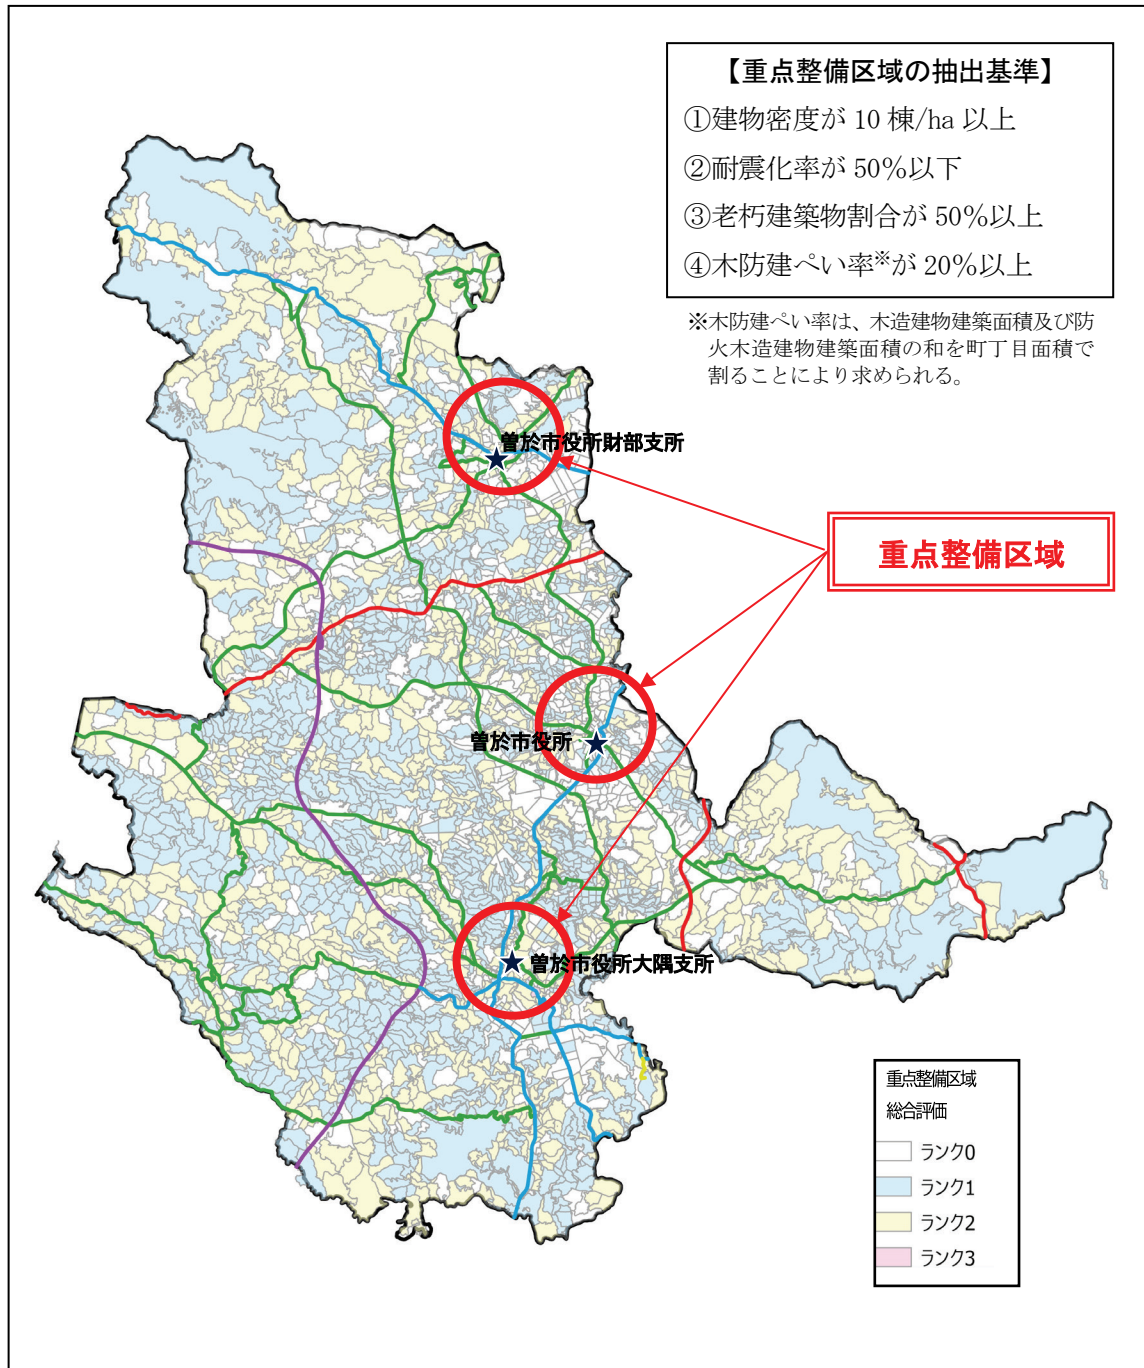 【重点整備区域の抽出基準】
①建物密度が 10 棟/ha 以上
②耐震化率が 50%以下
③老朽建築物割合が 50%以上
④木防建ぺい率※が 20%以上
※木防建ぺい率は、木造建物建築面積及び防
火木造建物建築面積の和を町丁目面積で
割ることにより求められる。
曽於市役所財部支所
重点整備区域
曽於市役所
曽於市役所大隅支所
重点整備区域
総合評価
ランク0
ランク1
ランク2
ランク3